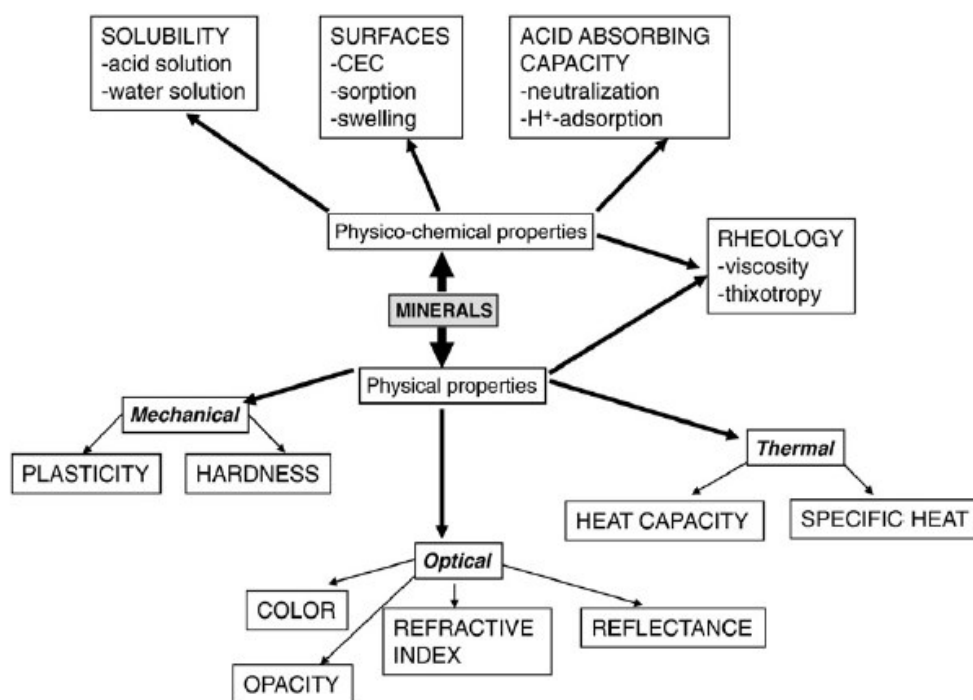 SOLUBILITY
-acid solution
-water solution
SURFACES
-CEC
-sorption
-swelling
ACID ABSORBING
CAPACITY
-neutralization
-H⁺-adsorption
Physico-chemical properties
RHEOLOGY
-viscosity
-thixotropy
MINERALS
Physical properties
Mechanical
PLASTICITY
HARDNESS
Thermal
HEAT CAPACITY
SPECIFIC HEAT
Optical
COLOR
OPACITY
REFRACTIVE
INDEX
REFLECTANCE